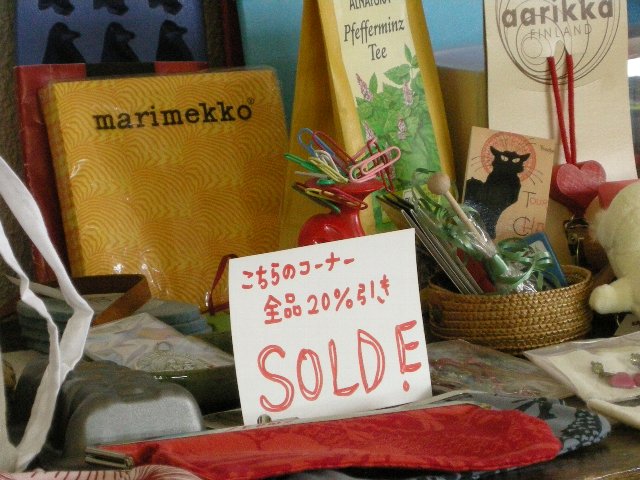 ALNATURA
Pfefferminz
Tee
aarikka
FINLAND
marimekko®
こちらのコーナー
全品20%引き
SOLDE